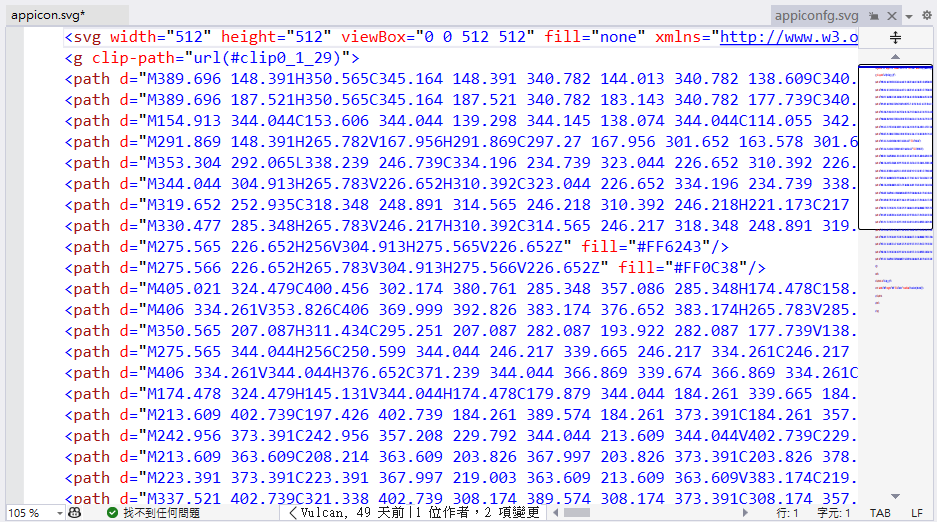 appicon.svg*
appiconfg.svg
<svg width="512" height="512" viewBox="0 0 512 512" fill="none" xmlns="http://www.w3.o
<g clip-path="url(#clip0_1_29)">
<path d="M389.696 148.391H350.565C345.164 148.391 340.782 144.013 340.782 138.609C340.
<path d="M389.696 187.521H350.565C345.164 187.521 340.782 183.143 340.782 177.739C340.
<path d="M154.913 344.044C153.606 344.044 139.298 344.145 138.074 344.044C114.055 342.
<path d="M291.869 148.391H265.782V167.956H291.869C297.27 167.956 301.652 163.578 301.6
<path d="M353.304 292.065L338.239 246.739C334.196 234.739 323.044 226.652 310.392 226.
<path d="M344.044 304.913H265.783V226.652H310.392C323.044 226.652 334.196 234.739 338.
<path d="M319.652 252.935C318.348 248.891 314.565 246.218 310.392 246.218H221.173C217
<path d="M330.477 285.348H265.783V246.217H310.392C314.565 246.217 318.348 248.891 319.
<path d="M275.565 226.652H256V304.913H275.565V226.652Z" fill="#FF6243"/>
<path d="M275.566 226.652H265.783V304.913H275.566V226.652Z" fill="#FF0C38"/>
<path d="M405.021 324.479C400.456 302.174 380.761 285.348 357.086 285.348H174.478C158.
<path d="M406 334.261V353.826C406 369.999 392.826 383.174 376.652 383.174H265.783V285.
<path d="M350.565 207.087H311.434C295.251 207.087 282.087 193.922 282.087 177.739V138.
<path d="M275.565 344.044H256C250.599 344.044 246.217 339.665 246.217 334.261C246.217
<path d="M406 334.261V344.044H376.652C371.239 344.044 366.869 339.674 366.869 334.261C
<path d="M174.478 324.479H145.131V344.044H174.478C179.879 344.044 184.261 339.665 184.
<path d="M213.609 402.739C197.426 402.739 184.261 389.574 184.261 373.391C184.261 357.
<path d="M242.956 373.391C242.956 357.208 229.792 344.044 213.609 344.044V402.739C229.
<path d="M213.609 363.609C208.214 363.609 203.826 367.997 203.826 373.391C203.826 378.
<path d="M223.391 373.391C223.391 367.997 219.003 363.609 213.609 363.609V383.174C219.
<path d="M337.521 402.739C321.338 402.739 308.174 389.574 308.174 373.391C308.174 357.
105 %
找不到任何問題
Vulcan, 49 天前|1 位作者, 2 項變更
行: 1
字元: 1
TAB
LF